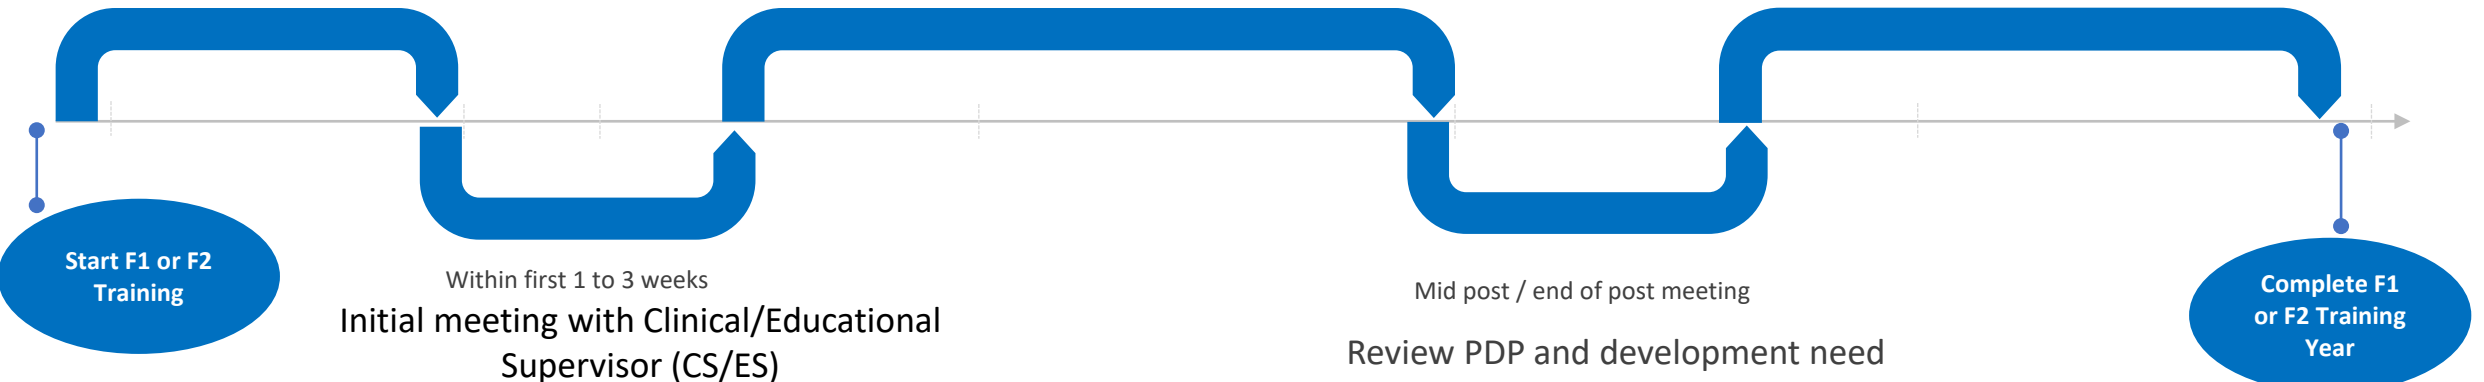 Start F1 or F2
Training
Within first 1 to 3 weeks
Initial meeting with Clinical/Educational
Supervisor (CS/ES)
Mid post / end of post meeting
Review PDP and development need
Complete F1
or F2 Training
Year